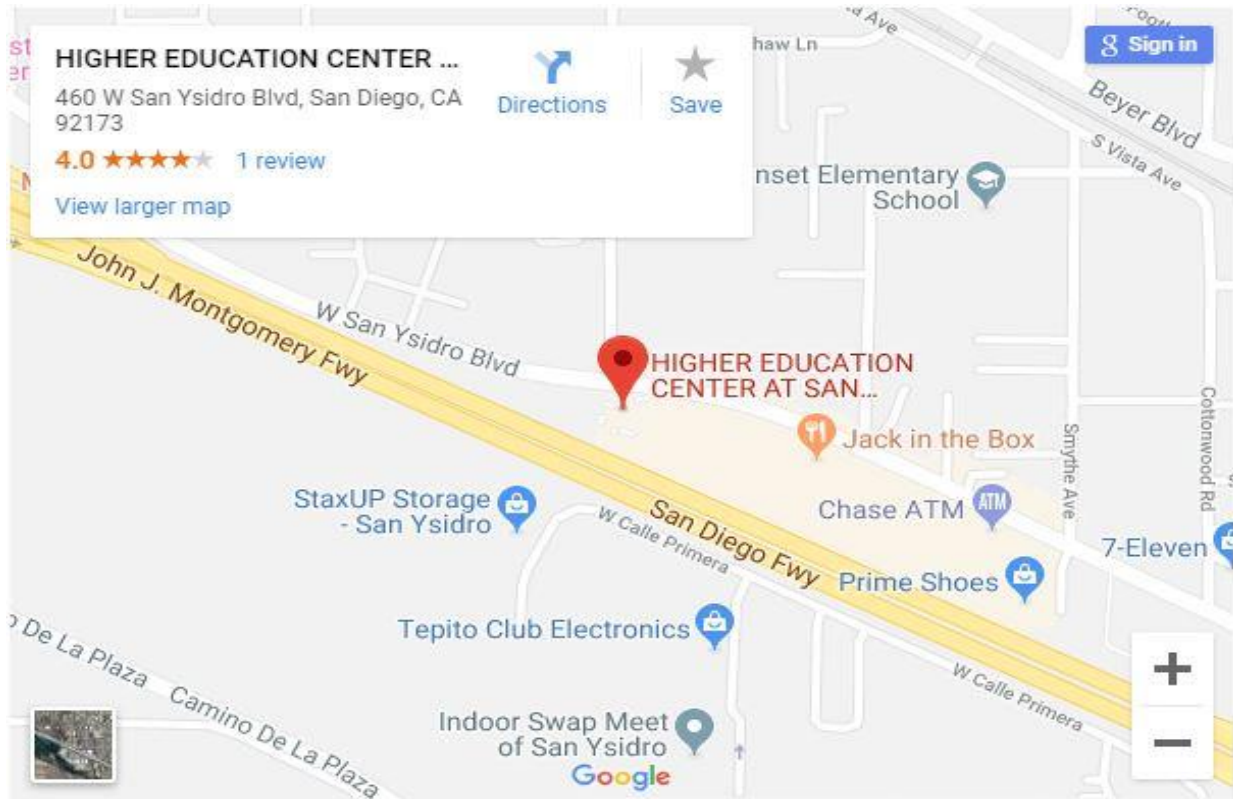 HIGHER EDUCATION CENTER ...
460 W San Ysidro Blvd, San Diego, CA
92173
4.0
1 review
View larger map
Directions
Save
Sign in
haw Ln
Vista Ave
Beyer Blvd
S Vista Ave
nset Elementary
School
John J. Montgomery Fwy
W San Ysidro Blvd
HIGHER EDUCATION
CENTER AT SAN...
Jack in the Box
Cottonwood Rd
Smythe Ave
StaxUP Storage
- San Ysidro
W Calle Primera
San Diego Fwy
Chase ATM
ATM
7-Eleven
Prime Shoes
Tepito Club Electronics
De La Plaza
Camino De La Plaza
W Calle Primera
Indoor Swap Meet
of San Ysidro
Google